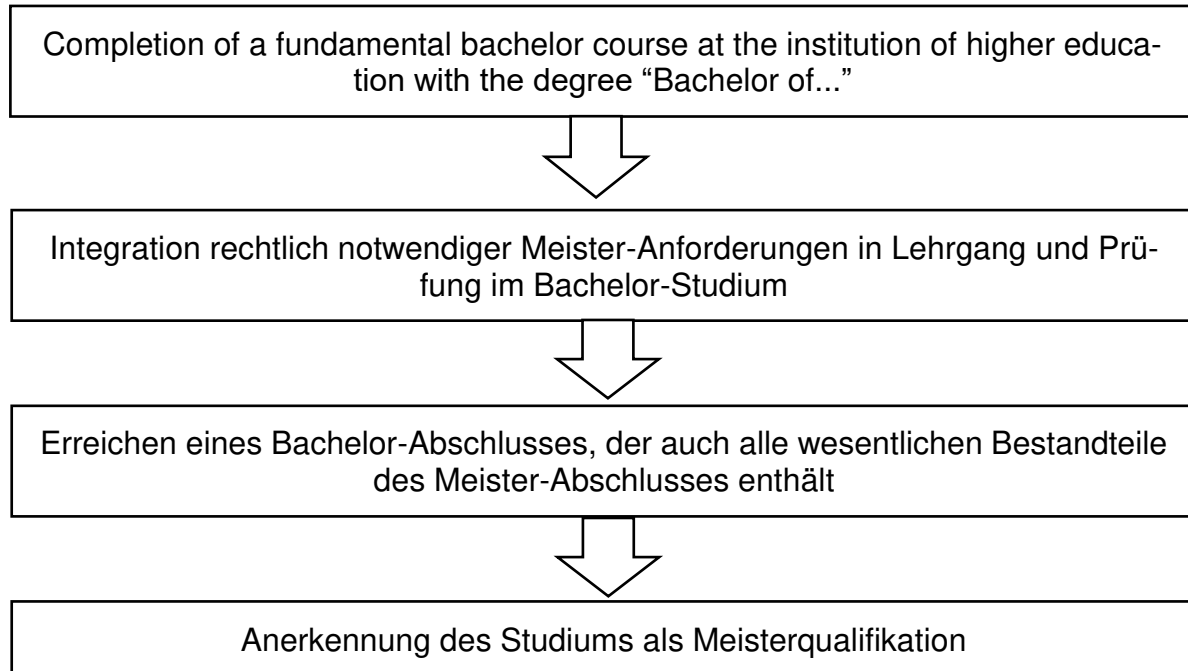 Completion of a fundamental bachelor course at the institution of higher educa-
tion with the degree “Bachelor of...”
Integration rechtlich notwendiger Meister-Anforderungen in Lehrgang und Prü-
fung im Bachelor-Studium
Erreichen eines Bachelor-Abschlusses, der auch alle wesentlichen Bestandteile
des Meister-Abschlusses enthält
Anerkennung des Studiums als Meisterqualifikation